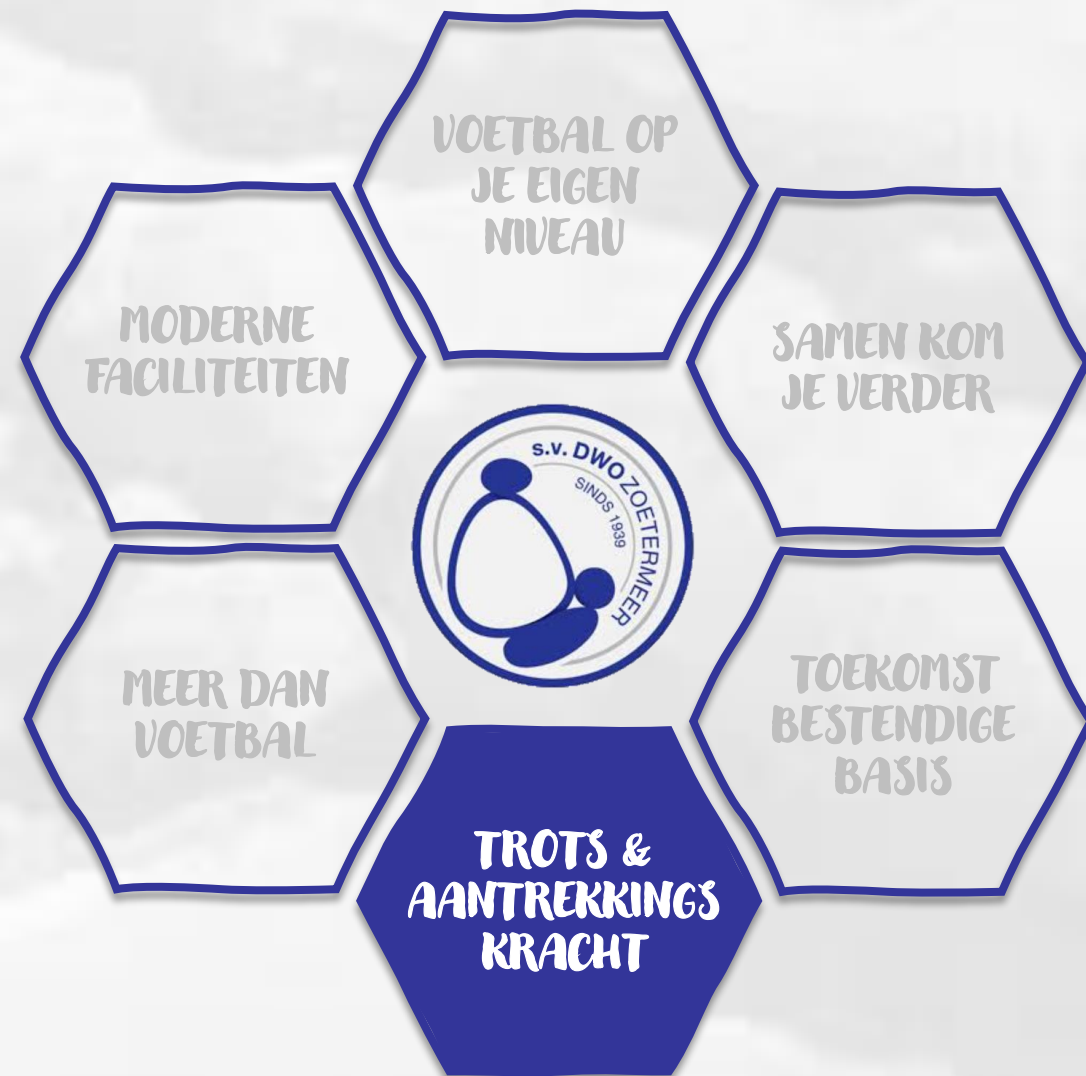 VOETBAL OP
JE EIGEN
NIVEAU
MODERNE
FACILITEITEN
SAMEN KOM
JE VERDER
s.v. DWO ZOETERMEER
SINDS 1939
MEER DAN
VOETBAL
TOEKOMST
BESTENDIGE
BASIS
TROTS &
AANTREKKINGS
KRACHT